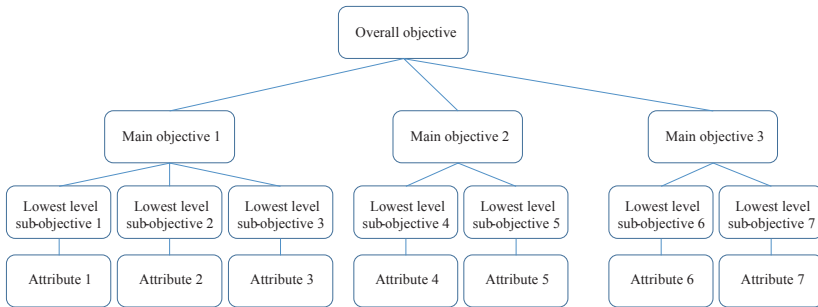 Overall objective
Main objective 1
Main objective 2
Main objective 3
Lowest level
sub-objective 1
Lowest level
sub-objective 2
Lowest level
sub-objective 3
Lowest level
sub-objective 4
Lowest level
sub-objective 5
Lowest level
sub-objective 6
Lowest level
sub-objective 7
Attribute 1
Attribute 2
Attribute 3
Attribute 4
Attribute 5
Attribute 6
Attribute 7